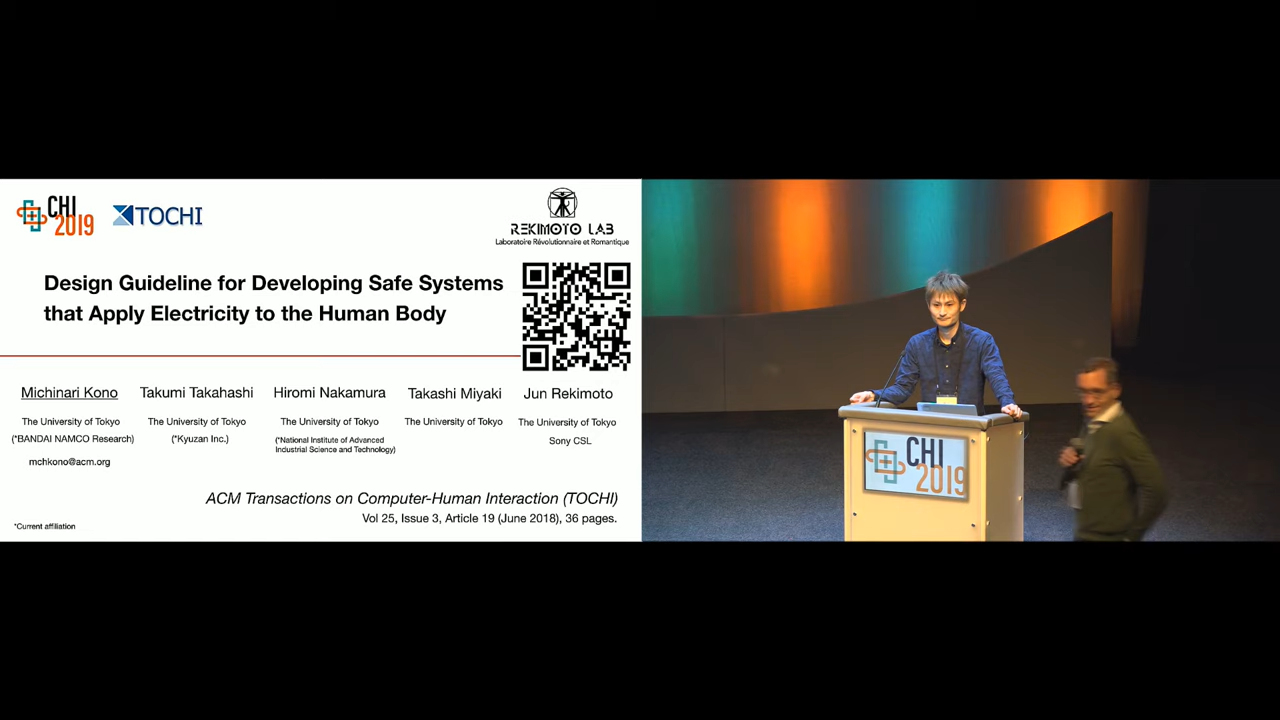 CHI
2019
TOCHI
REKIMOTO LAB
Laboratoire Révolutionnaire et Romantique
Design Guideline for Developing Safe Systems
that Apply Electricity to the Human Body
Michinari Kono
The University of Tokyo
(*BANDAI NAMCO Research)
mchkono@acm.org
Takumi Takahashi
The University of Tokyo
(*Kyuzan Inc.)
Hiromi Nakamura
The University of Tokyo
(*National Institute of Advanced
Industrial Science and Technology)
Takashi Miyaki
The University of Tokyo
Jun Rekimoto
The University of Tokyo
Sony CSL
ACM Transactions on Computer-Human Interaction (TOCHI)
Vol 25, Issue 3, Article 19 (June 2018), 36 pages.
*Current affiliation
CHI
2019